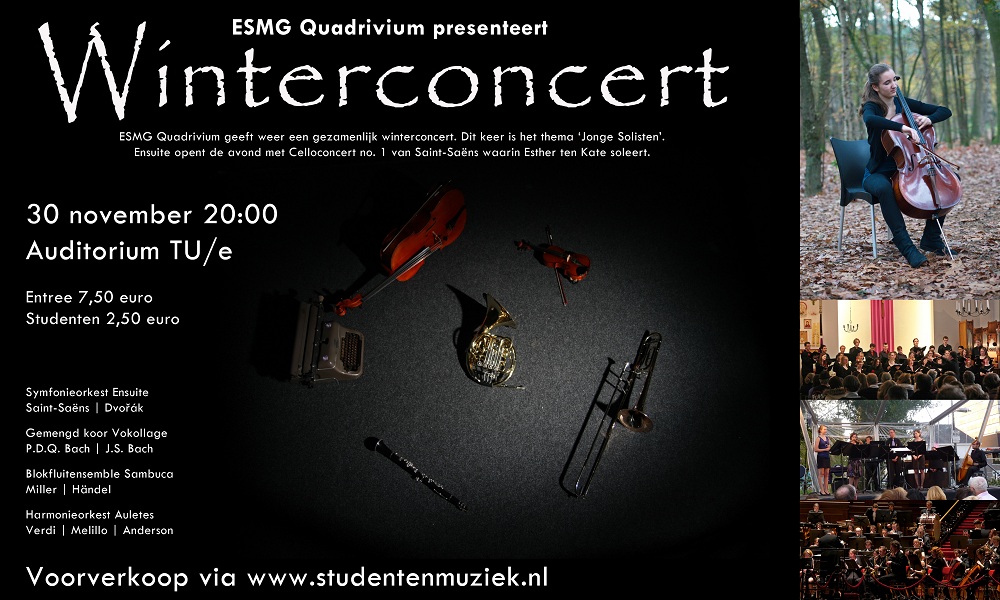 ESMG Quadrivium presenteert
Winterconcert
ESMG Quadrivium geeft weer een gezamenlijk winterconcert. Dit keer is het thema ‘Jonge Solisten’.
Ensuite opent de avond met Celloconcert no. 1 van Saint-Saëns waarin Esther ten Kate soleert.
30 november 20:00
Auditorium TU/e
Entree 7,50 euro
Studenten 2,50 euro
Symfonieorkest Ensuite
Saint-Saëns | Dvořák
Gemengd koor Vokollage
P.D.Q. Bach | J.S. Bach
Blokfluitensemble Sambuca
Miller | Händel
Harmonieorkest Auletes
Verdi | Melillo | Anderson
Voorverkoop via www.studentenmuziek.nl